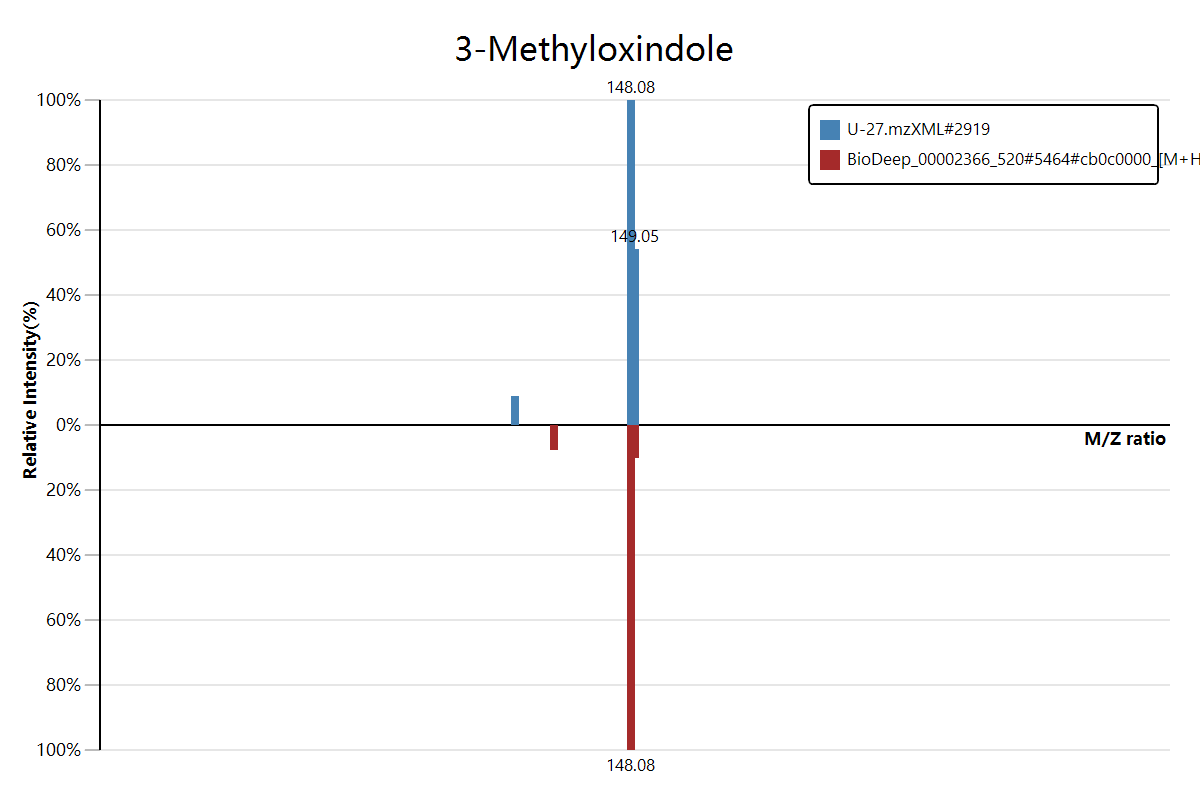 3-Methyloxindole
148.08
100%
U-27.mzXML#2919
BioDeep_00002366_520#5464#cb0c0000_[M+H
80%
60%
149.05
40%
20%
0%
M/Z ratio
Relative Intensity(%)
20%
40%
60%
80%
100%
148.08